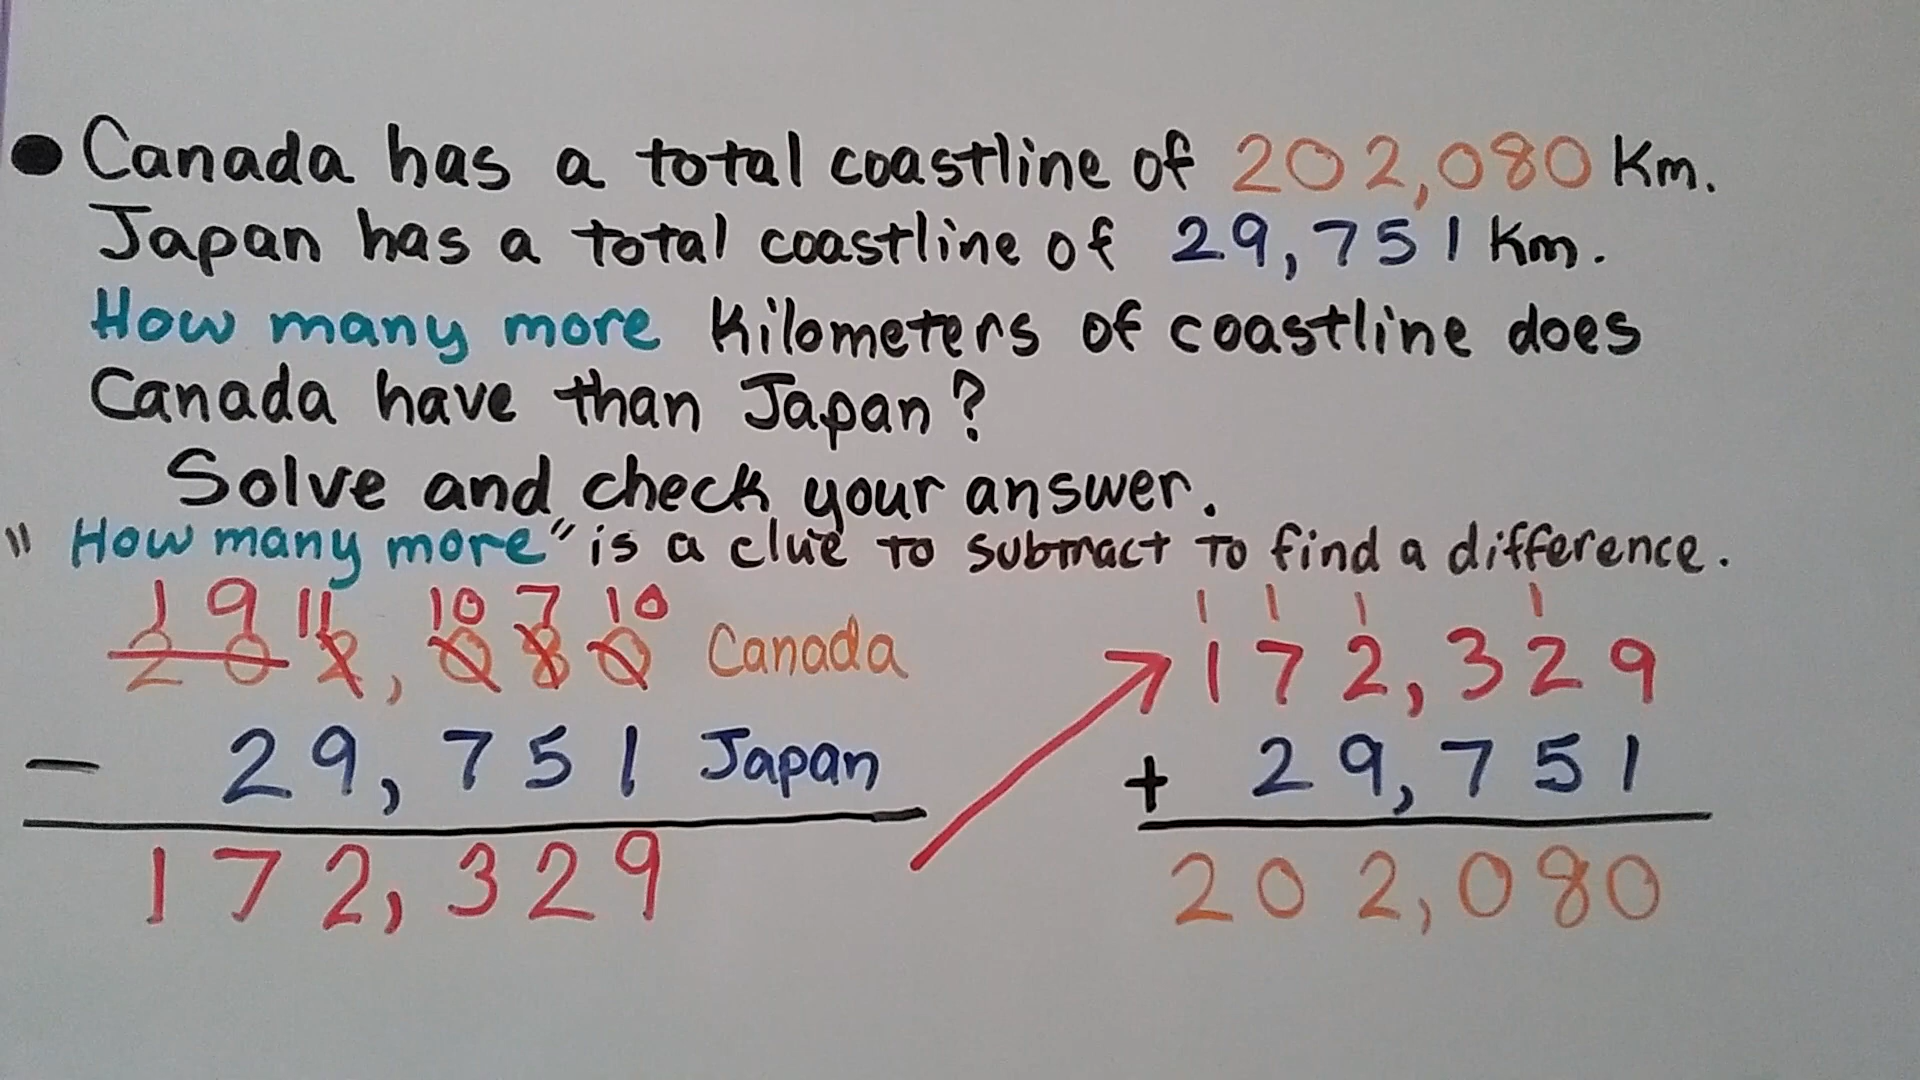 ● Canada has a total coastline of 202,080 Km.
Japan has a total coastline of 29,751 Km.
How many more Kilometers of coastline does
Canada have than Japan?
Solve and check your answer.
"How many more" is a clue to subtract to find a difference.
1 9 11 10 7 10
202,080 Canada
- 29,751 Japan
172,329
1 1 1 1
172,329
+ 29,751
202,080